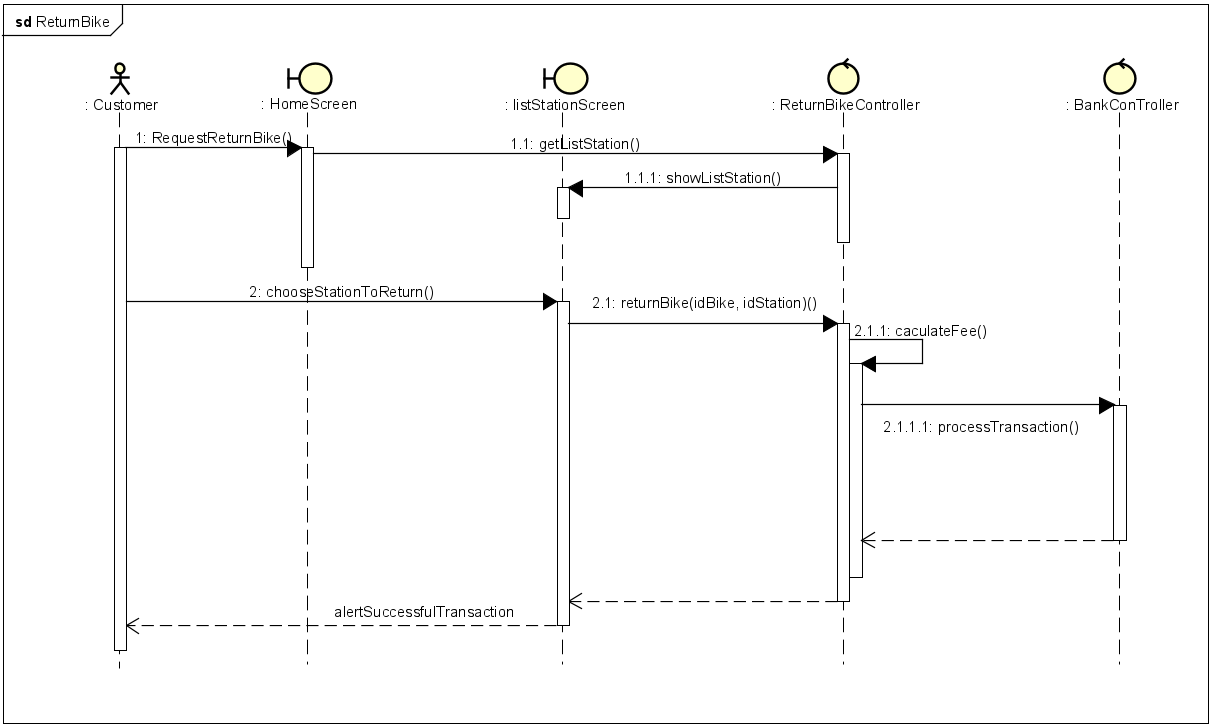 sd ReturnBike
: Customer
: HomeScreen
: listStationScreen
: ReturnBikeController
: BankConTroller
1: RequestReturnBike()
1.1: getListStation()
1.1.1: showListStation()
2: chooseStationToReturn()
2.1: returnBike(idBike, idStation)()
2.1.1: caculateFee()
2.1.1.1: processTransaction()
alertSuccessfulTransaction